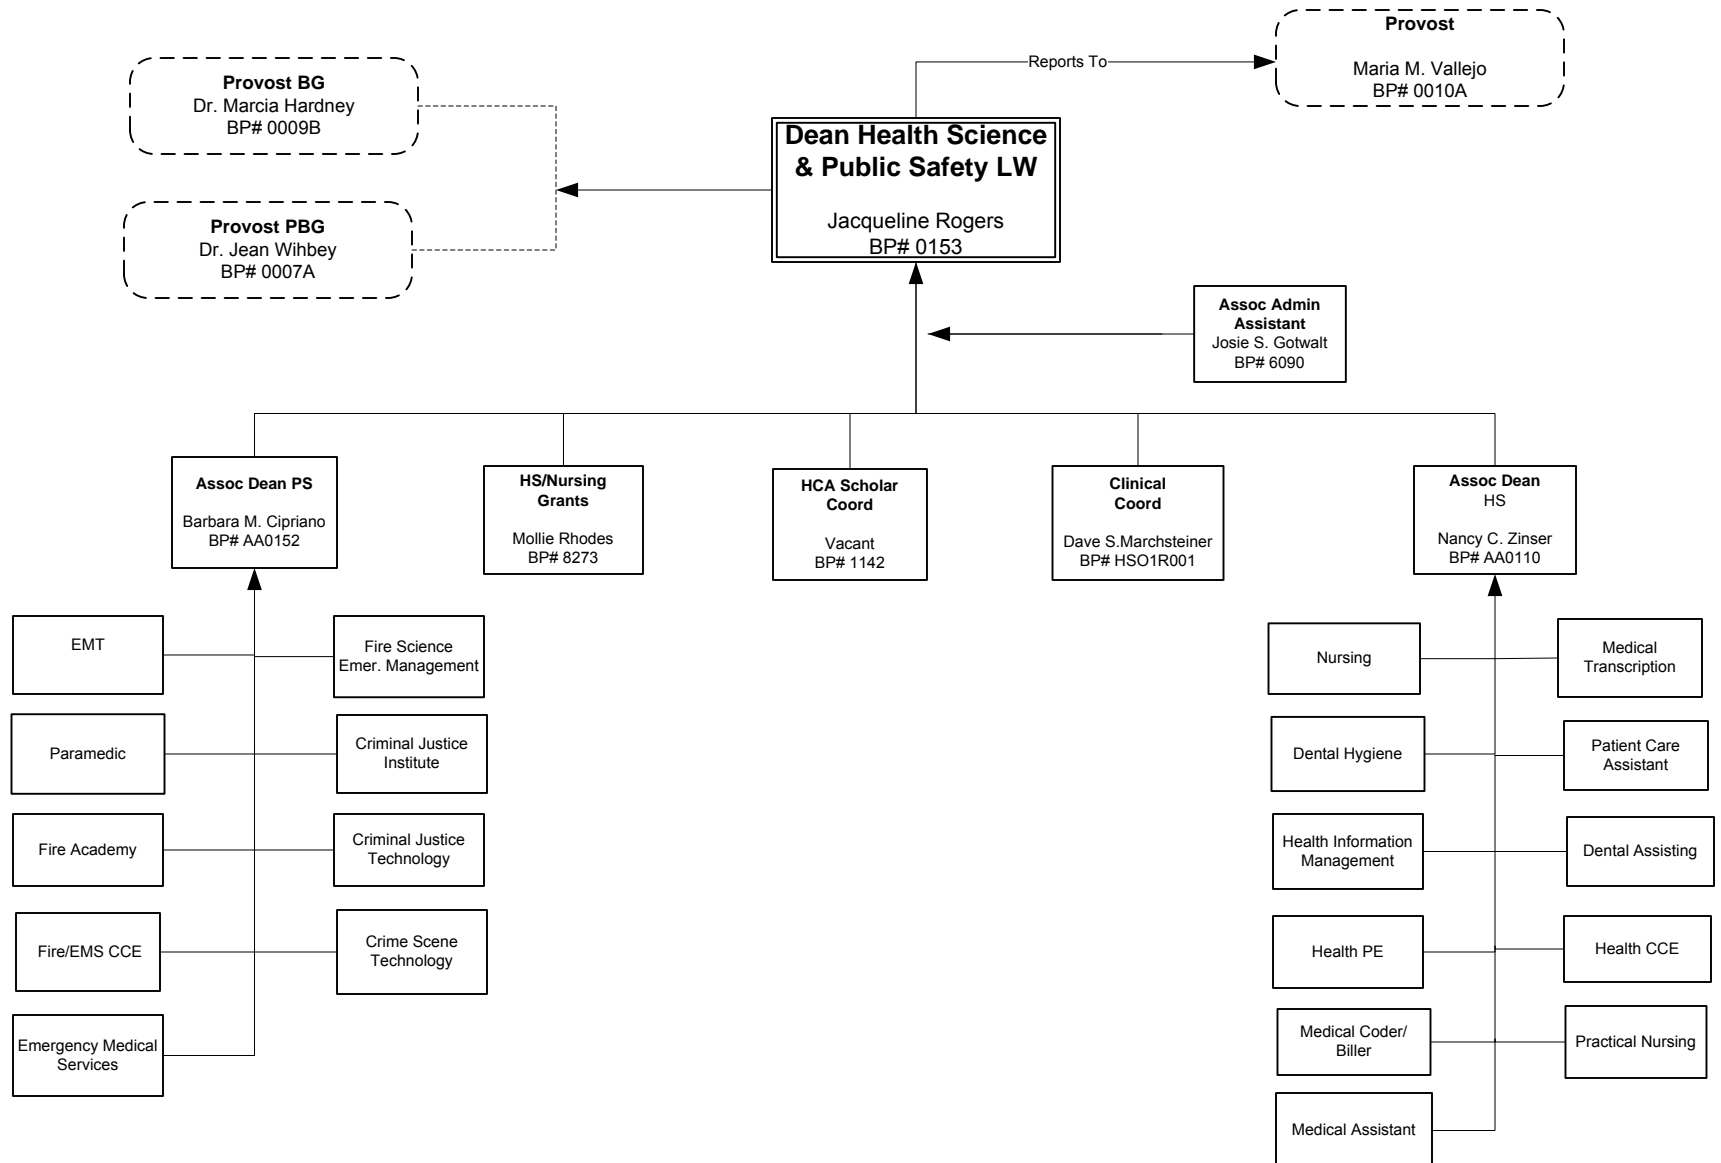 Provost
Maria M. Vallejo
BP# 0010A
Reports To
Provost BG
Dr. Marcia Hardney
BP# 0009B
Dean Health Science
& Public Safety LW
Jacqueline Rogers
BP# 0153
Provost PBG
Dr. Jean Wihbey
BP# 0007A
Assoc Admin
Assistant
Josie S. Gotwalt
BP# 6090
Assoc Dean PS
Barbara M. Cipriano
BP# AA0152
HS/Nursing
Grants
Mollie Rhodes
BP# 8273
HCA Scholar
Coord
Vacant
BP# 1142
Clinical
Coord
Dave S.Marchsteiner
BP# HSO1R001
Assoc Dean
HS
Nancy C. Zinser
BP# AA0110
EMT
Fire Science
Emer. Management
Paramedic
Criminal Justice
Institute
Fire Academy
Criminal Justice
Technology
Fire/EMS CCE
Crime Scene
Technology
Emergency Medical
Services
Nursing
Medical
Transcription
Dental Hygiene
Patient Care
Assistant
Health Information
Management
Dental Assisting
Health PE
Health CCE
Medical Coder/
Biller
Practical Nursing
Medical Assistant